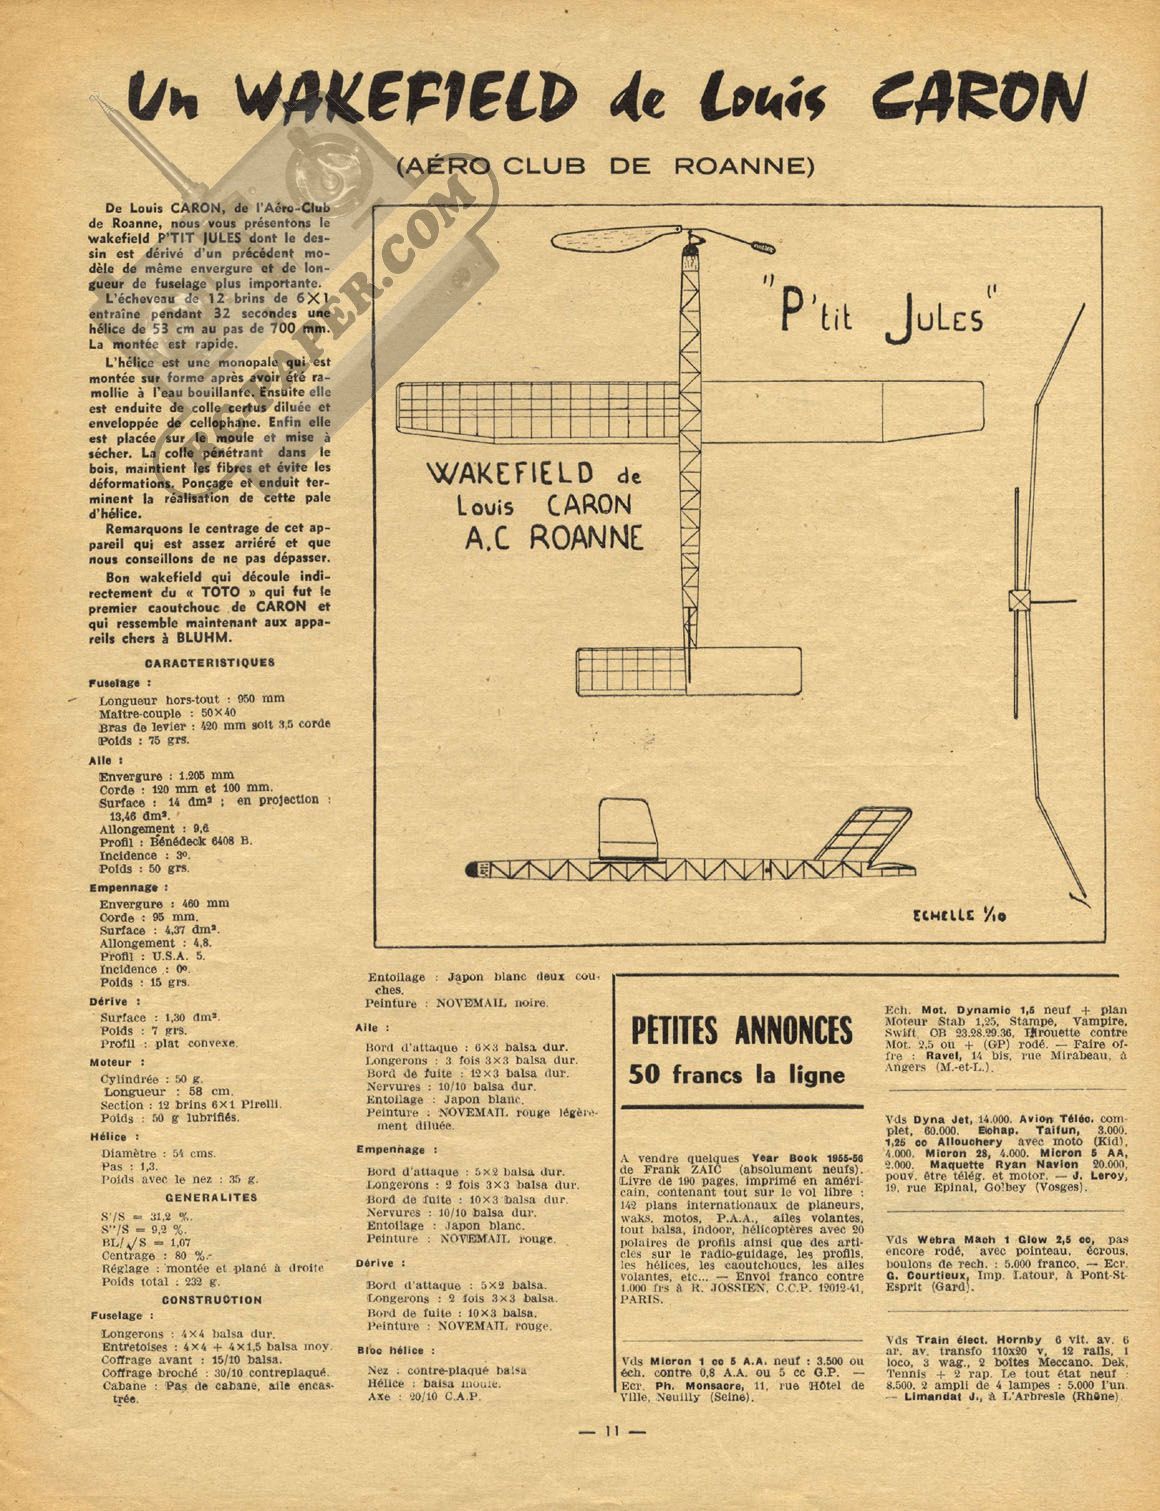 Un WAKEFIELD de Louis CARON
(AÉRO CLUB DE ROANNE)
De Louis CARON, de l'Aéro-Club
de Roanne, nous vous présentons le
wakefield P'TIT JULES dont le des-
sin est dérivé d'un précédent mo-
dèle de même envergure et de lon-
gueur de fuselage plus importante.
L'écheveau de 12 brins de 6×1
entraîne pendant 32 secondes une
hélice de 53 cm au pas de 700 mm.
La montée est rapide.
L'hélice est une monopale qui est
montée sur forme après avoir été ra-
mollie à l'eau bouillante. Ensuite elle
est enduite de colle certus diluée et
enveloppée de cellophane. Enfin elle
est placée sur le moule et mise à
sécher. La colle pénétrant dans le
bois, maintient les fibres et évite les
déformations. Ponçage et enduit ter-
minent la réalisation de cette pale
d'hélice.
Remarquons le centrage de cet ap-
pareil qui est assez arriéré et que
nous conseillons de ne pas dépasser.
Bon wakefield qui découle indi-
rectement du « TOTO » qui fut le
premier caoutchouc de CARON et
qui ressemble maintenant aux appa-
reils chers à BLUHM.
CARACTERISTIQUES
Fuselage :
Longueur hors-tout : 950 mm
Maître-couple : 50×40
Bras de levier : 420 mm soit 3,5 corde
Poids : 75 grs.
Aile :
Envergure : 1.205 mm
Corde : 120 mm et 100 mm.
Surface : 14 dm² ; en projection :
13,46 dm².
Allongement : 9,6
Profil : Bénédeck 6408 B.
Incidence : 3°.
Poids : 50 grs.
Empennage :
Envergure : 460 mm
Corde : 95 mm.
Surface : 4,37 dm².
Allongement : 4,8.
Profil : U.S.A. 5.
Incidence : 0°.
Poids : 15 grs.
Dérive :
Surface : 1,30 dm².
Poids : 7 grs.
Profil : plat convexe.
Moteur :
Cylindrée : 50 g.
Longueur : 58 cm.
Section : 12 brins 6×1 Pirelli.
Poids : 50 g lubrifiés.
Hélice :
Diamètre : 54 cms.
Pas : 1,3.
Poids avec le nez : 35 g.
GENERALITES
S'/S = 31,2 %.
S''/S = 9,2 %.
BL/√S = 1,67
Centrage : 80 %.
Réglage : montée et plané à droite
Poids total : 232 g.
CONSTRUCTION
Fuselage :
Longerons : 4×4 balsa dur.
Entretoises : 4×4 + 4×1,5 balsa moy.
Coffrage avant : 15/10 balsa.
Coffrage broché : 30/10 contreplaqué.
Cabane : Pas de cabane, aile encas-
trée.
"P'tit JULES"
WAKEFIELD de
Louis CARON
A.C ROANNE
ECHELLE 1/10
Entoilage : Japon blanc deux cou-
ches.
Peinture : NOVEMAIL noire.
Aile :
Bord d'attaque : 6×3 balsa dur.
Longerons : 3 fois 3×3 balsa dur.
Bord de fuite : 12×3 balsa dur.
Nervures : 10/10 balsa dur.
Entoilage : Japon blanc.
Peinture : NOVEMAIL rouge légère-
ment diluée.
Empennage :
Bord d'attaque : 5×2 balsa dur.
Longerons : 2 fois 3×3 balsa dur.
Bord de fuite : 10×3 balsa dur.
Nervures : 10/10 balsa dur.
Entoilage : Japon blanc.
Peinture : NOVEMAIL rouge.
Dérive :
Bord d'attaque : 5×2 balsa.
Longerons : 2 fois 3×3 balsa.
Bord de fuite : 10×3 balsa.
Peinture : NOVEMAIL rouge.
Bloc hélice :
Nez : contre-plaqué balsa
Hélice : balsa moulé.
Axe : 20/10 C.A.P.
PETITES ANNONCES
50 francs la ligne
A vendre quelques Year Book 1955-56
de Frank ZAIC (absolument neufs).
Livre de 190 pages, imprimé en améri-
cain, contenant tout sur le vol libre :
142 plans internationaux de planeurs,
waks. motos, P.A.A., ailes volantes,
tout balsa, indoor, hélicoptères avec 20
polaires de profils ainsi que des arti-
cles sur le radio-guidage, les profils,
les hélices, les caoutchoucs, les ailes
volantes, etc... — Envoi franco contre
1.000 frs à R. JOSSIEN, C.C.P. 12012-41,
PARIS.
Vds Micron 1 cc 5 A.A. neuf : 3.500 ou
éch. contre 0,8 A.A. ou 5 cc G.P. —
Ecr. Ph. Monsacre, 11, rue Hôtel de
Ville, Neuilly (Seine).
Ech. Mot. Dynamic 1,5 neuf + plan
Moteur Stab 1,25, Stampe, Vampire,
Swift OB 23.28.29.36, Hirouette contre
Mot. 2,5 ou + (GP) rodé. — Faire of-
fre : Ravel, 14 bis, rue Mirabeau, à
Angers (M.-et-L.).
Vds Dyna Jet, 14.000. Avion Téléc. com-
plet, 60.000. Echap. Taifun, 3.000.
1,25 cc Allouchery avec moto (Kid),
4.000. Micron 28, 4.000. Micron 5 AA,
2.000. Maquette Ryan Navion 20.000,
pouv. être télég. et motor. — J. Leroy,
19, rue Epinal, Golbey (Vosges).
Vds Webra Mach 1 Glow 2,5 cc, pas
encore rodé, avec pointeau, écrous,
boulons de rech. : 5.000 franco. — Ecr.
G. Courtieux, Imp. Latour, à Pont-St-
Esprit (Gard).
Vds Train élect. Hornby 6 vit. av. 6
ar. av. transfo 110x20 v, 12 rails, 1
loco, 3 wag., 2 boîtes Meccano. Dek,
Tennis + 2 rap. Le tout état neuf :
8.500. 2 ampli de 4 lampes : 5.000 l'un.
— Limandat J., à L'Arbresle (Rhône).
— 11 —
RC-PAPER.COM